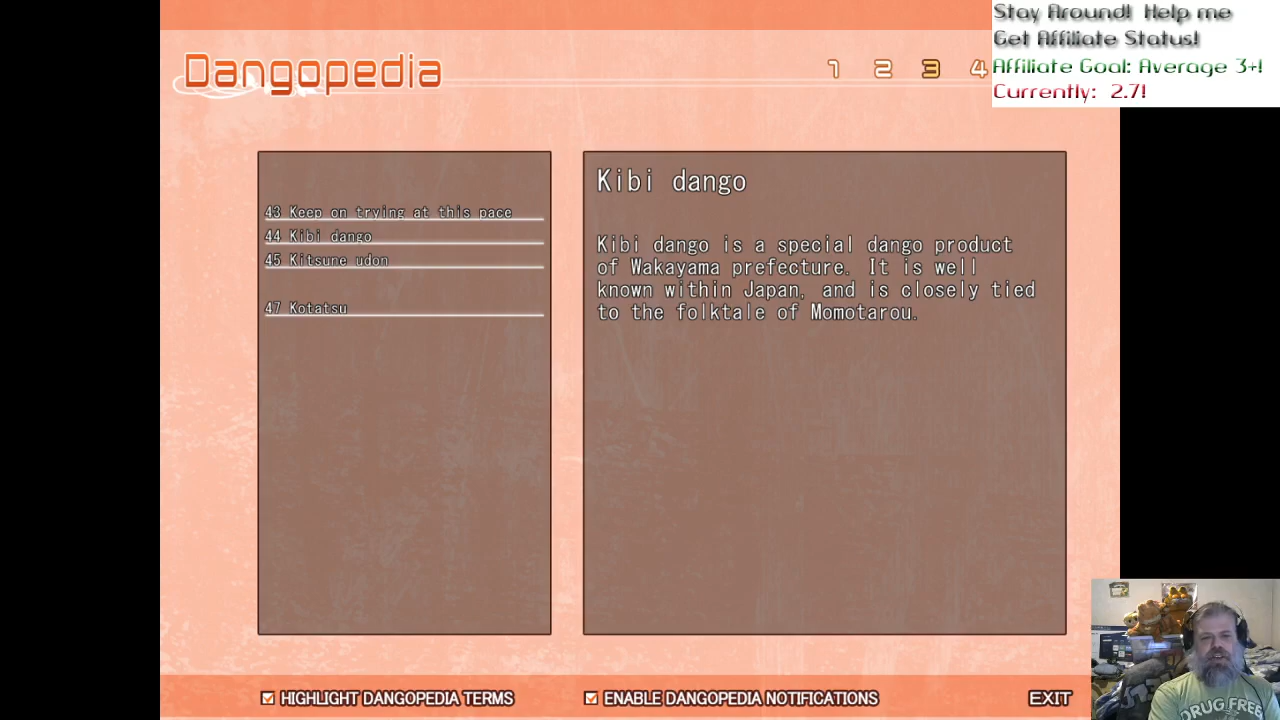 Stay Around! Help me
Get Affiliate Status!
Affiliate Goal: Average 3+!
Currently: 2.7!
Dangopedia
1 2 3 4
43 Keep on trying at this pace
44 Kibi dango
45 Kitsune udon
47 Kotatsu
Kibi dango
Kibi dango is a special dango product
of Wakayama prefecture. It is well
known within Japan, and is closely tied
to the folktale of Momotarou.
HIGHLIGHT DANGOPEDIA TERMS
ENABLE DANGOPEDIA NOTIFICATIONS
EXIT
DRUG FREE